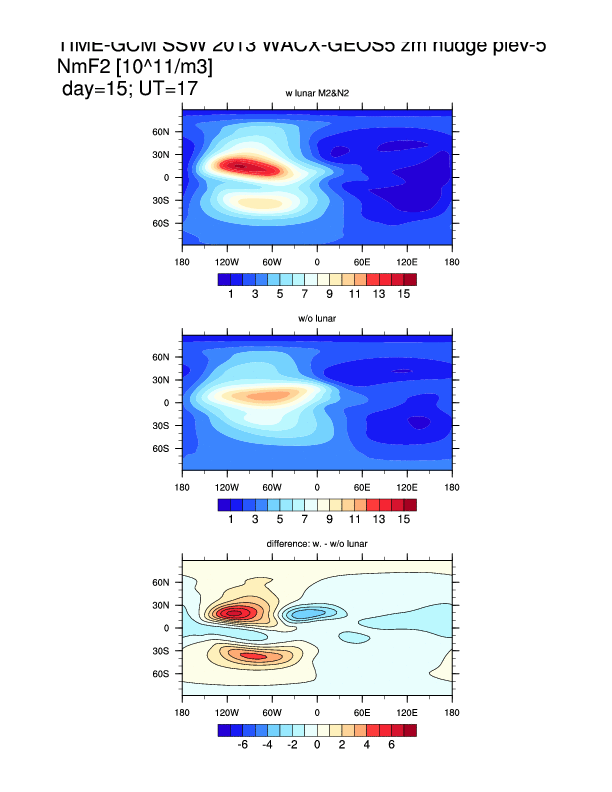 TIME-GCM SSW 2013 WACX-GEOS5 zm nudge plev-5
NmF2 [10^11/m3]
day=15; UT=17
w lunar M2&N2
60N
30N
0
30S
60S
180 120W 60W 0 60E 120E 180
1 3 5 7 9 11 13 15
w/o lunar
60N
30N
0
30S
60S
180 120W 60W 0 60E 120E 180
1 3 5 7 9 11 13 15
difference: w. - w/o lunar
60N
30N
0
30S
60S
180 120W 60W 0 60E 120E 180
-6 -4 -2 0 2 4 6